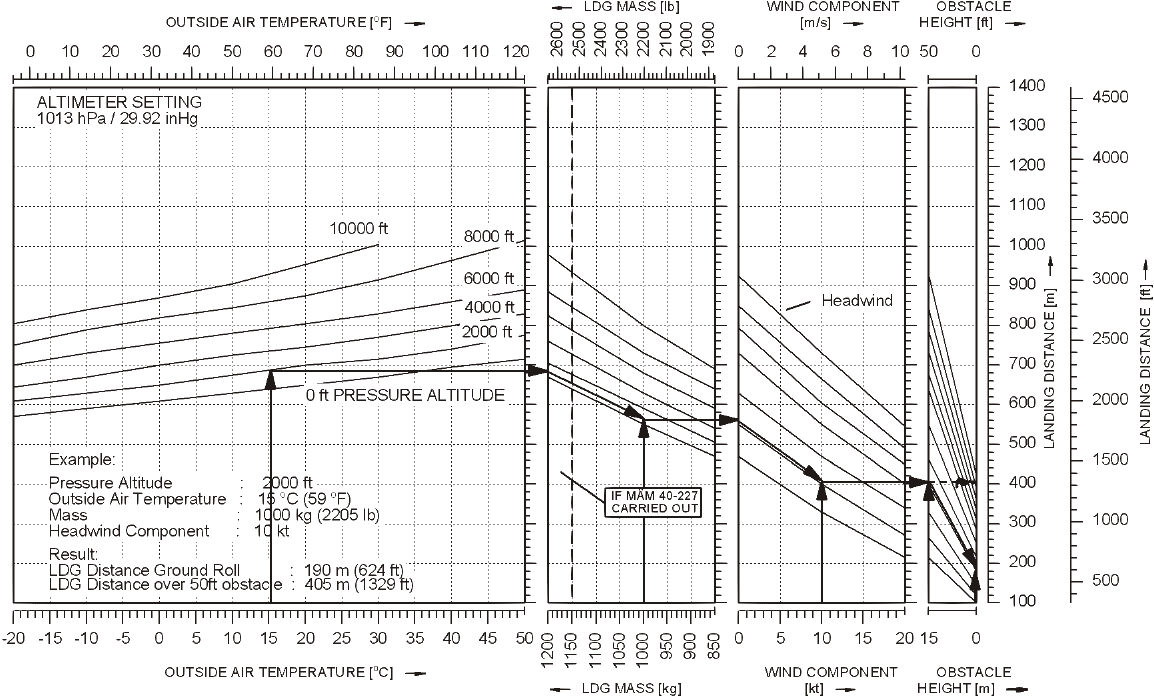 OUTSIDE AIR TEMPERATURE [°F]
0 10 20 30 40 50 60 70 80 90 100 110 120
LDG MASS [lb]
2600 2500 2400 2300 2200 2100 2000 1900
WIND COMPONENT
[m/s]
0 2 4 6 8 10
OBSTACLE
HEIGHT [ft]
50 0
ALTIMETER SETTING
1013 hPa / 29.92 inHg
10000 ft
8000 ft
6000 ft
4000 ft
2000 ft
0 ft PRESSURE ALTITUDE
Example:
Pressure Altitude : 2000 ft
Outside Air Temperature : 15 °C (59 °F)
Mass : 1000 kg (2205 lb)
Headwind Component : 10 kt
Result:
LDG Distance Ground Roll : 190 m (624 ft)
LDG Distance over 50ft obstacle : 405 m (1329 ft)
IF MÄM 40-227
CARRIED OUT
Headwind
1400
1300
1200
1100
1000
900
800
700
600
500
400
300
200
100
LANDING DISTANCE [m]
4500
4000
3500
3000
2500
2000
1500
1000
500
LANDING DISTANCE [ft]
-20 -15 -10 -5 0 5 10 15 20 25 30 35 40 45 50
OUTSIDE AIR TEMPERATURE [°C]
1200 1150 1100 1050 1000 950 900 850
LDG MASS [kg]
0 5 10 15 20
WIND COMPONENT
[kt]
15 0
OBSTACLE
HEIGHT [m]